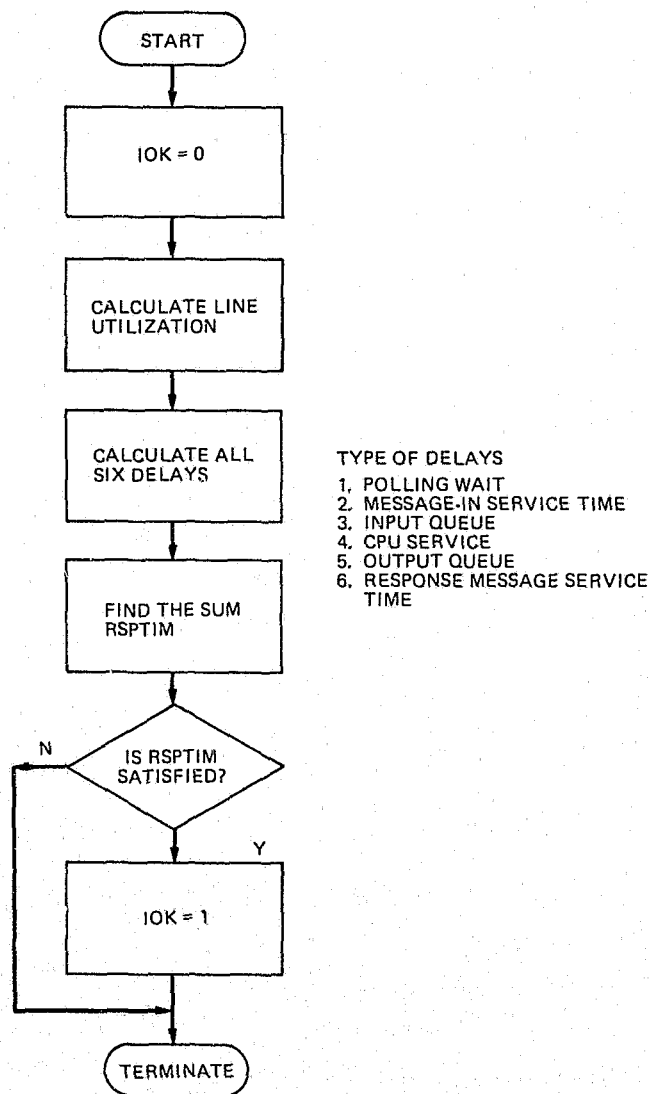 START
IOK = 0
CALCULATE LINE
UTILIZATION
CALCULATE ALL
SIX DELAYS
TYPE OF DELAYS
1. POLLING WAIT
2. MESSAGE-IN SERVICE TIME
3. INPUT QUEUE
4. CPU SERVICE
5. OUTPUT QUEUE
6. RESPONSE MESSAGE SERVICE
TIME
FIND THE SUM
RSPTIM
N
IS RSPTIM
SATISFIED?
Y
IOK = 1
TERMINATE